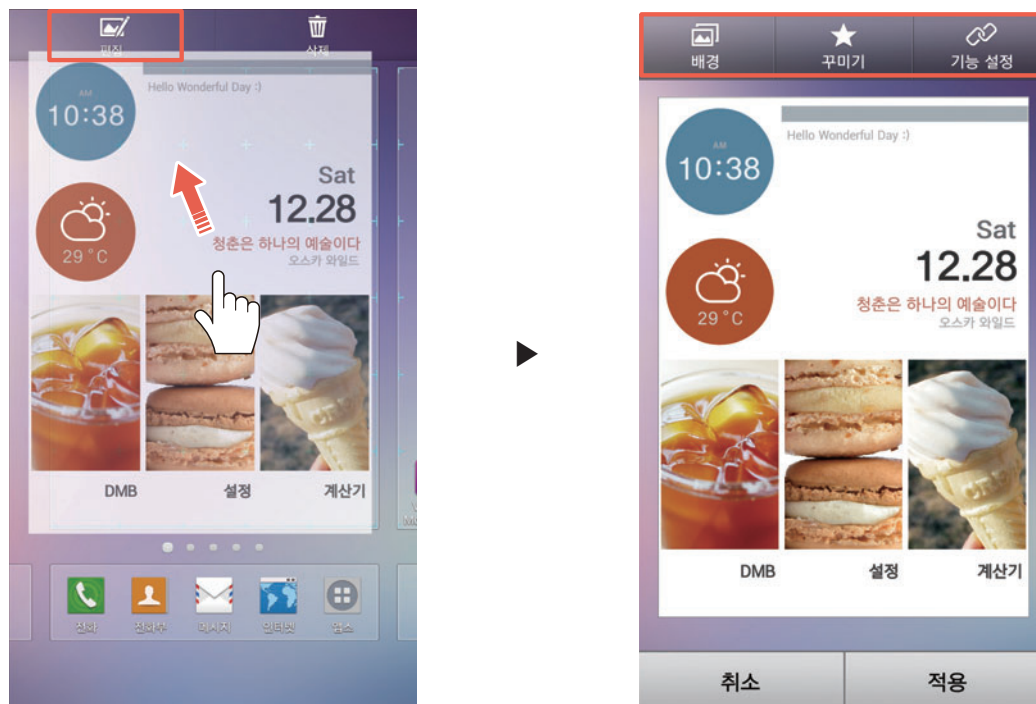 편집
삭제
AM
10:38
Hello Wonderful Day :)
Sat
12.28
29°C
청춘은 하나의 예술이다
오스카 와일드
DMB
설정
계산기
전화
전화부
메시지
인터넷
앱스
배경
꾸미기
기능 설정
AM
10:38
Hello Wonderful Day :)
Sat
12.28
29°C
청춘은 하나의 예술이다
오스카 와일드
DMB
설정
계산기
취소
적용